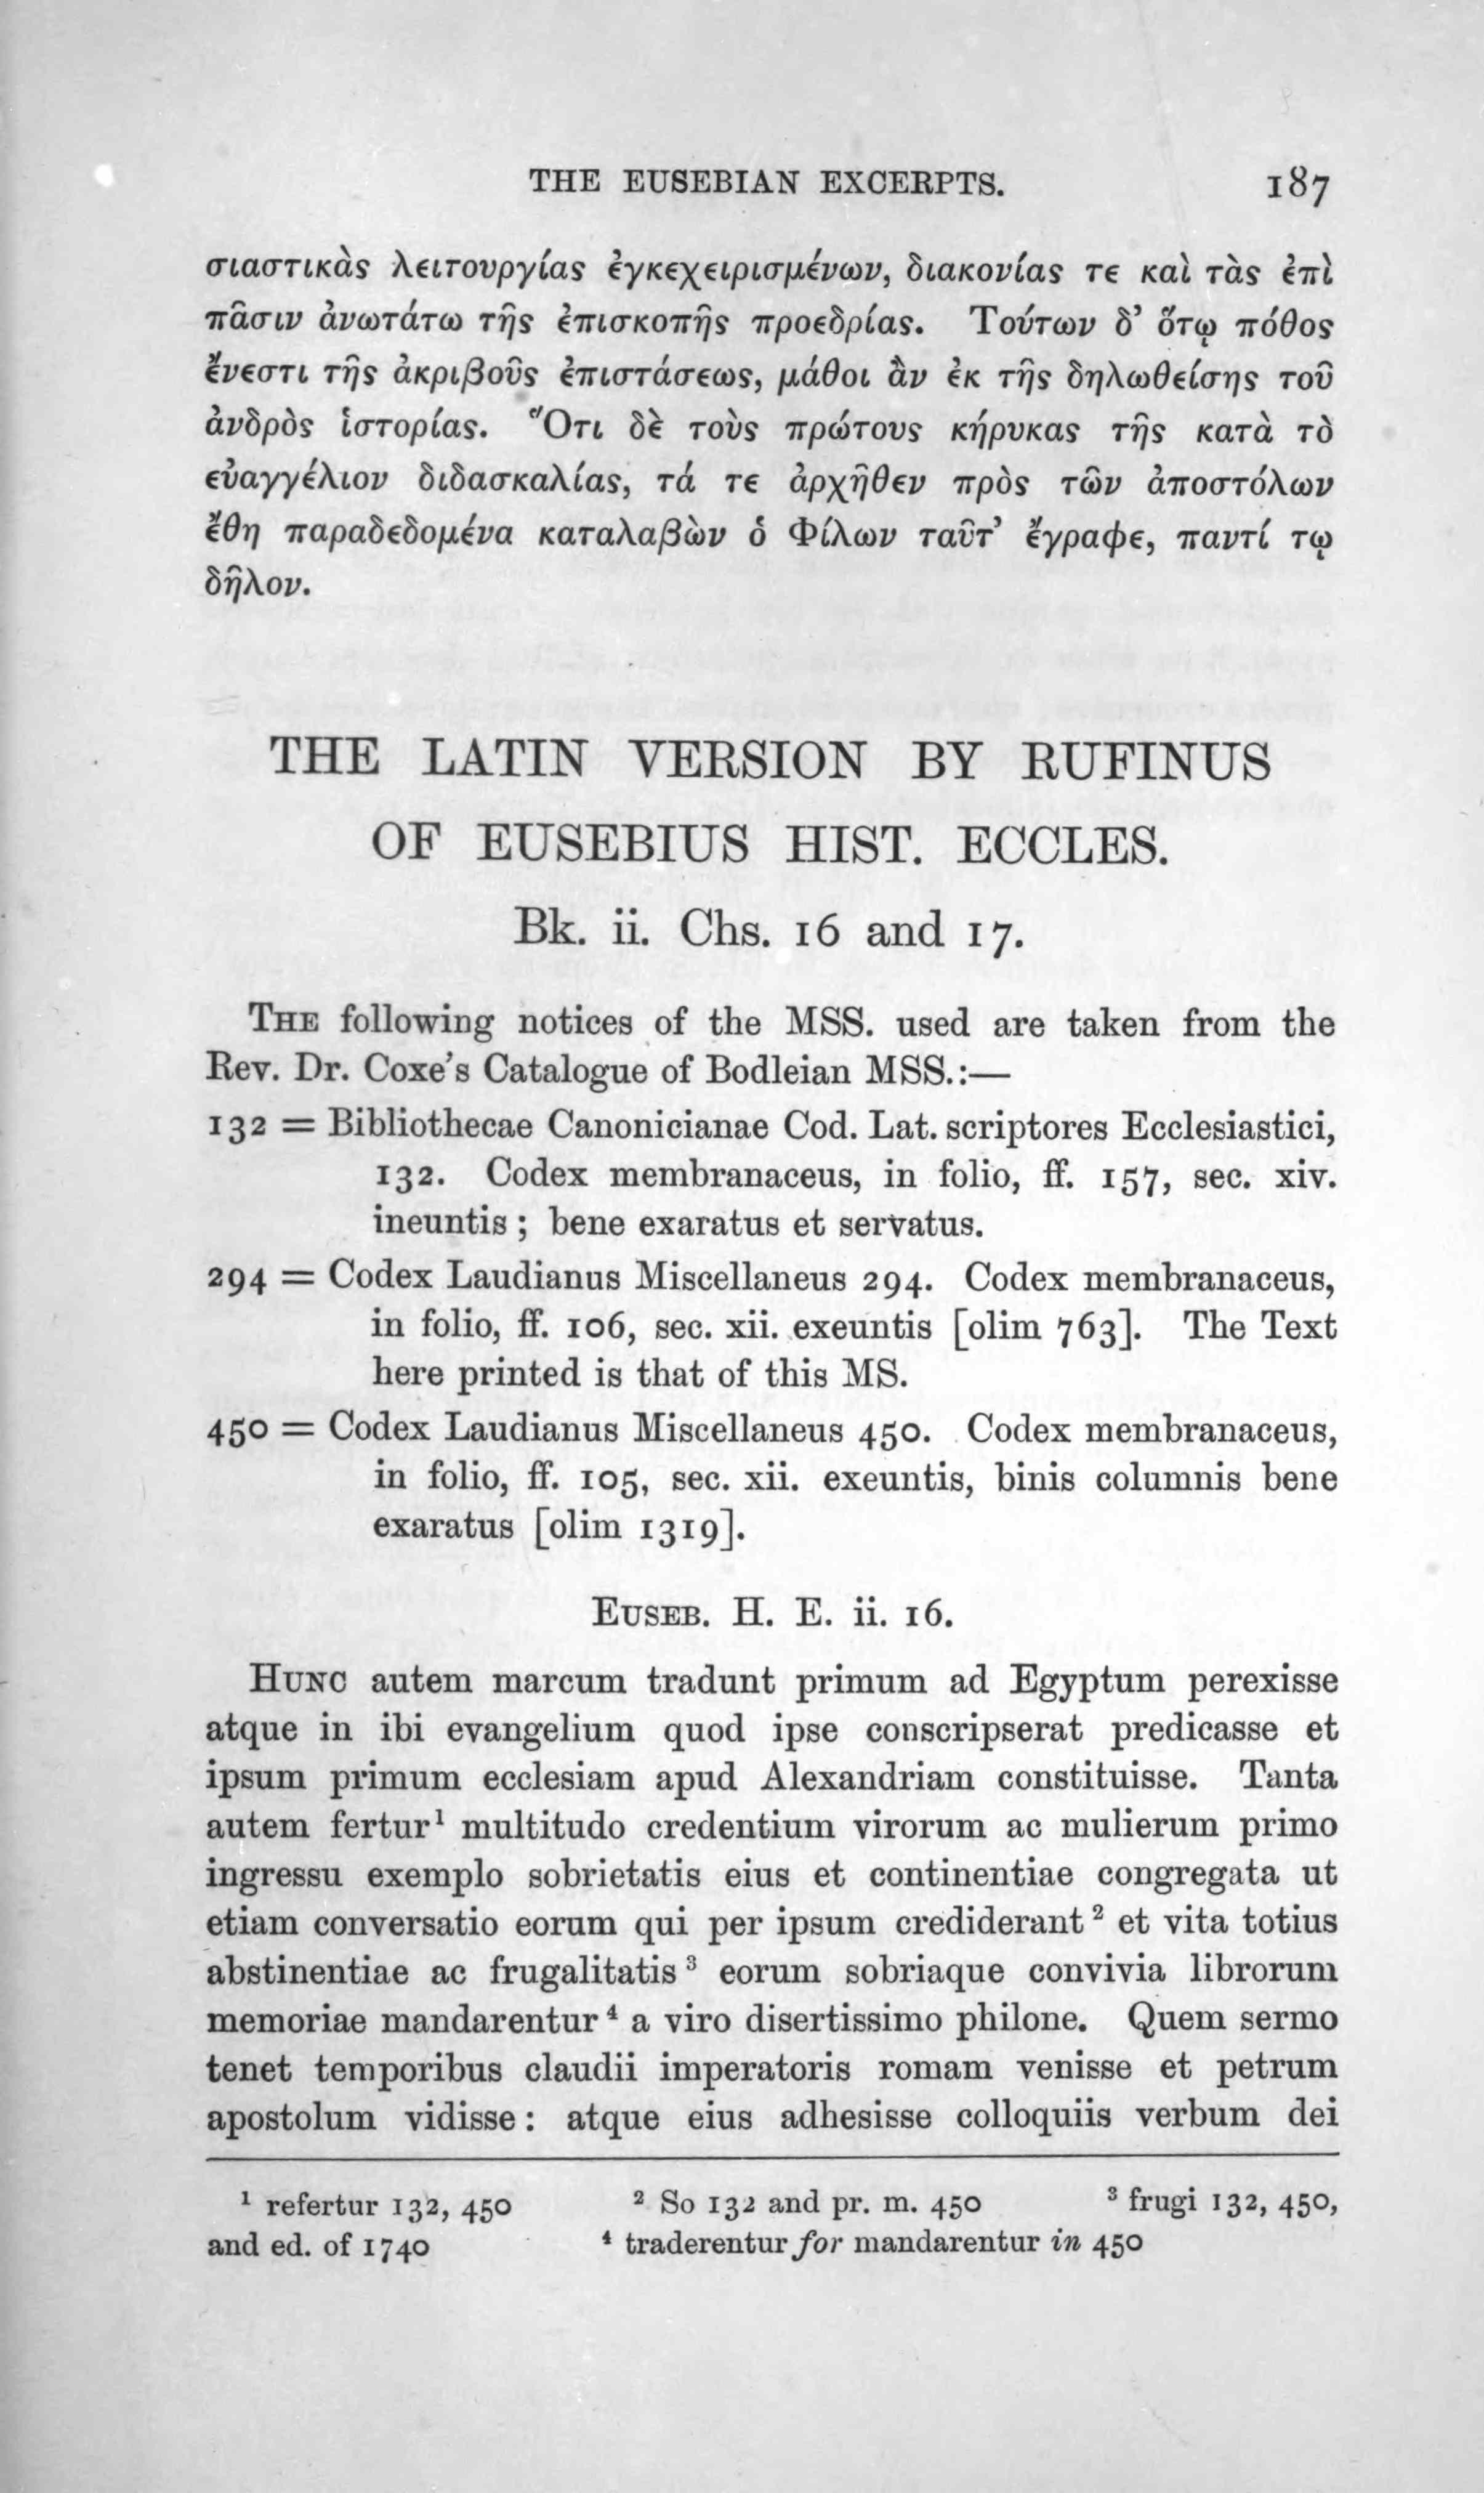 THE EUSEBIAN EXCERPTS. 187
σιαστικὰς λειτουργίας ἐγκεχειρισμένων, διακονίας τε καὶ τὰς ἐπὶ
πᾶσιν ἀνωτάτω τῆς ἐπισκοπῆς προεδρίας. Τούτων δ’ ὅτῳ πόθος
ἔνεστι τῆς ἀκριβοῦς ἐπιστάσεως, μάθοι ἂν ἐκ τῆς δηλωθείσης τοῦ
ἀνδρὸς ἱστορίας. Ὅτι δὲ τοὺς πρώτους κήρυκας τῆς κατὰ τὸ
εὐαγγέλιον διδασκαλίας, τά τε ἀρχῆθεν πρὸς τῶν ἀποστόλων
ἔθη παραδεδομένα καταλαβὼν ὁ Φίλων ταῦτ’ ἔγραφε, παντί τῳ
δῆλον.
THE LATIN VERSION BY RUFINUS
OF EUSEBIUS HIST. ECCLES.
Bk. ii. Chs. 16 and 17.
THE following notices of the MSS. used are taken from the
Rev. Dr. Coxe's Catalogue of Bodleian MSS.:—
132 = Bibliothecae Canonicianae Cod. Lat. scriptores Ecclesiastici,
132. Codex membranaceus, in folio, ff. 157, sec. xiv.
ineuntis; bene exaratus et servatus.
294 = Codex Laudianus Miscellaneus 294. Codex membranaceus,
in folio, ff. 106, sec. xii. exeuntis [olim 763]. The Text
here printed is that of this MS.
450 = Codex Laudianus Miscellaneus 450. Codex membranaceus,
in folio, ff. 105, sec. xii. exeuntis, binis columnis bene
exaratus [olim 1319].
EUSEB. H. E. ii. 16.
HUNC autem marcum tradunt primum ad Egyptum perexisse
atque in ibi evangelium quod ipse conscripserat predicasse et
ipsum primum ecclesiam apud Alexandriam constituisse. Tanta
autem fertur¹ multitudo credentium virorum ac mulierum primo
ingressu exemplo sobrietatis eius et continentiae congregata ut
etiam conversatio eorum qui per ipsum crediderant² et vita totius
abstinentiae ac frugalitatis³ eorum sobriaque convivia librorum
memoriae mandarentur⁴ a viro disertissimo philone. Quem sermo
tenet temporibus claudii imperatoris romam venisse et petrum
apostolum vidisse: atque eius adhesisse colloquiis verbum dei
¹ refertur 132, 450 ² So 132 and pr. m. 450 ³ frugi 132, 450,
and ed. of 1740 ⁴ traderentur for mandarentur in 450